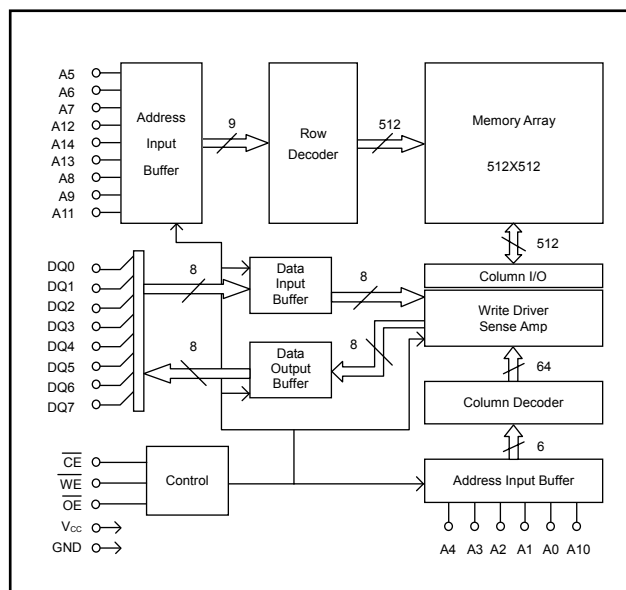 A5
A6
A7
A12
A14
A13
A8
A9
A11
Address
Input
Buffer
9
Row
Decoder
512
Memory Array
512X512
512
DQ0
DQ1
DQ2
DQ3
DQ4
DQ5
DQ6
DQ7
8
Data
Input
Buffer
8
Column I/O
Write Driver
Sense Amp
8
Data
Output
Buffer
8
64
Column Decoder
6
CE
WE
OE
VCC
GND
Control
Address Input Buffer
A4 A3 A2 A1 A0 A10